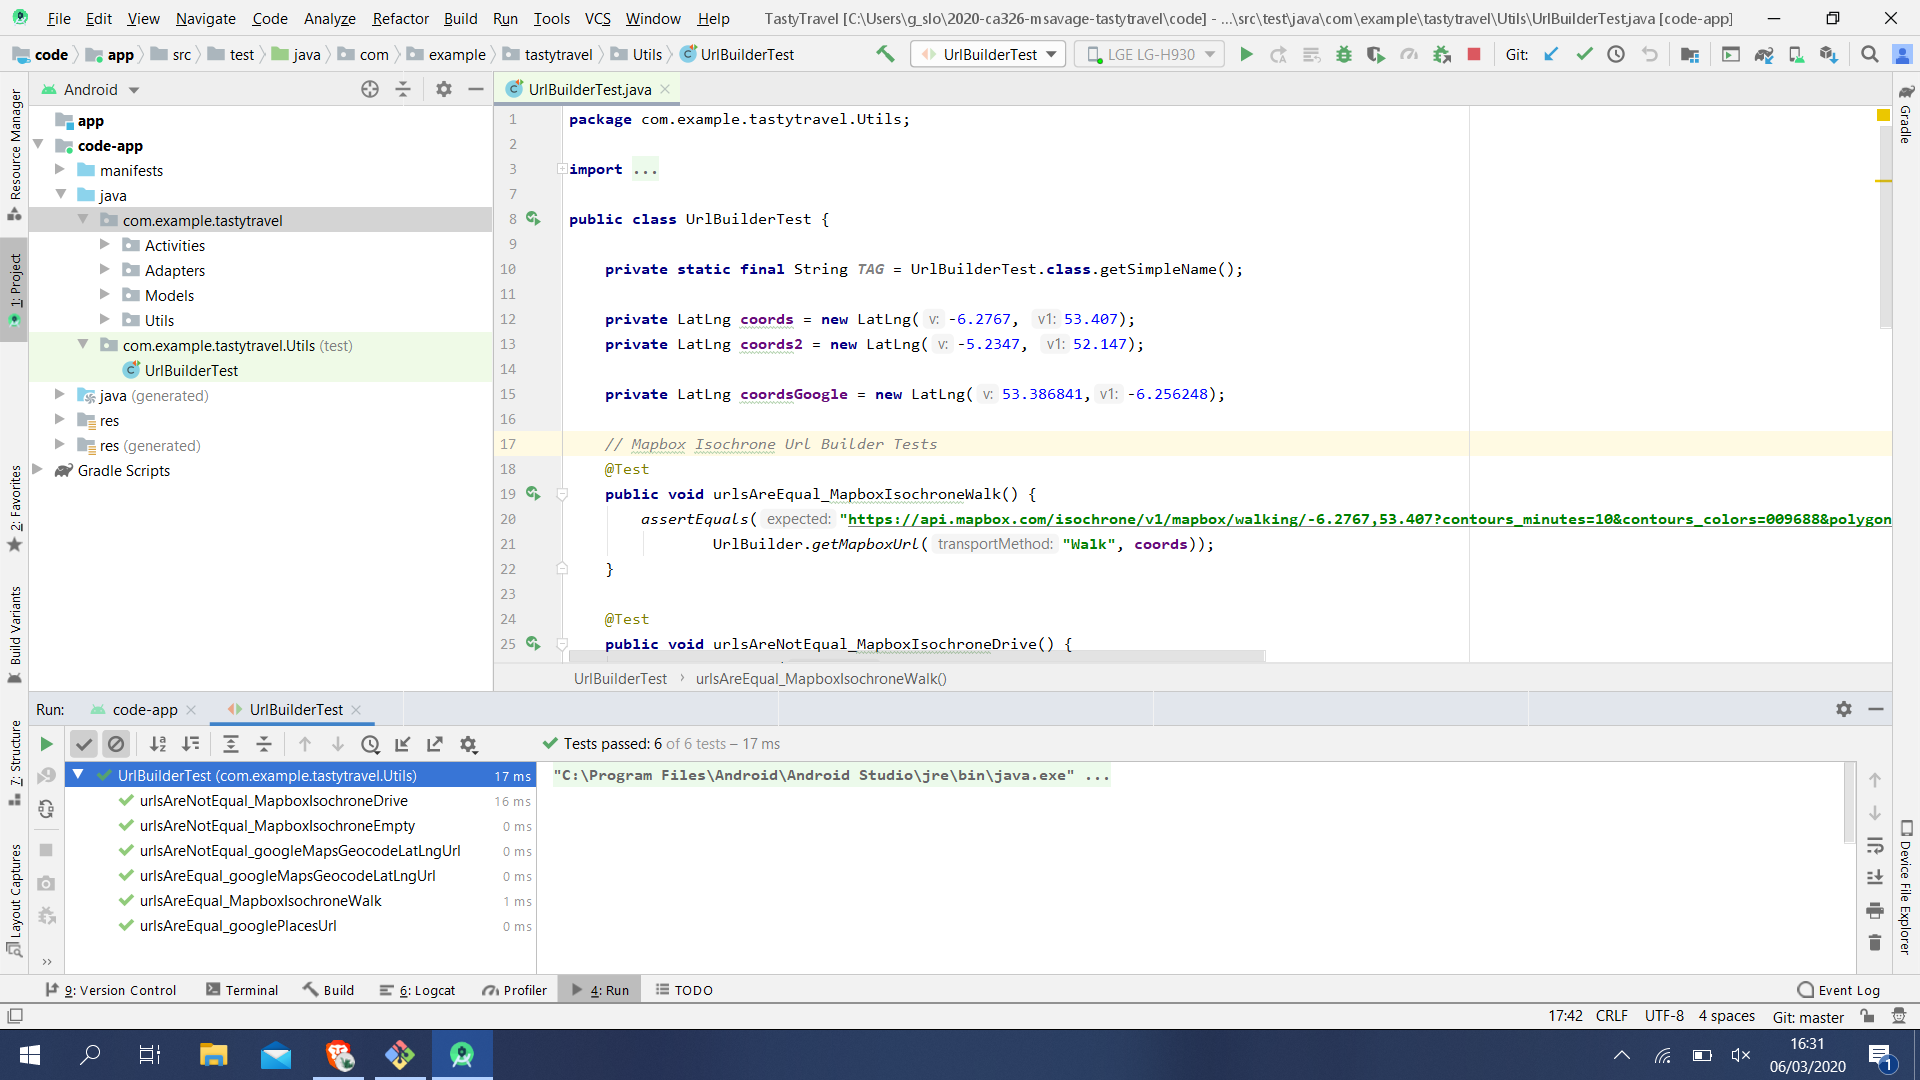 File Edit View Navigate Code Analyze Refactor Build Run Tools VCS Window Help TastyTravel [C:\Users\g_slo\2020-ca326-msavage-tastytravel\code] - ...\src\test\java\com\example\tastytravel\Utils\UrlBuilderTest.java [code-app]
code app src test java com example tastytravel Utils UrlBuilderTest UrlBuilderTest LGE LG-H930 Git:
Android
UrlBuilderTest.java
Resource Manager
1: Project
2: Favorites
Build Variants
7: Structure
Layout Captures
app
code-app
manifests
java
com.example.tastytravel
Activities
Adapters
Models
Utils
com.example.tastytravel.Utils (test)
UrlBuilderTest
java (generated)
res
res (generated)
Gradle Scripts
1 package com.example.tastytravel.Utils;
2
3 import ...
7
8 public class UrlBuilderTest {
9
10 private static final String TAG = UrlBuilderTest.class.getSimpleName();
11
12 private LatLng coords = new LatLng( v: -6.2767, v1: 53.407);
13 private LatLng coords2 = new LatLng( v: -5.2347, v1: 52.147);
14
15 private LatLng coordsGoogle = new LatLng( v: 53.386841, v1: -6.256248);
16
17 // Mapbox Isochrone Url Builder Tests
18 @Test
19 public void urlsAreEqual_MapboxIsochroneWalk() {
20 assertEquals( expected: "https://api.mapbox.com/isochrone/v1/mapbox/walking/-6.2767,53.407?contours_minutes=10&contours_colors=009688&polygon
21 UrlBuilder.getMapboxUrl( transportMethod: "Walk", coords));
22 }
23
24 @Test
25 public void urlsAreNotEqual_MapboxIsochroneDrive() {
UrlBuilderTest › urlsAreEqual_MapboxIsochroneWalk()
Gradle
Device File Explorer
Run: code-app UrlBuilderTest
Tests passed: 6 of 6 tests – 17 ms
UrlBuilderTest (com.example.tastytravel.Utils) 17 ms
urlsAreNotEqual_MapboxIsochroneDrive 16 ms
urlsAreNotEqual_MapboxIsochroneEmpty 0 ms
urlsAreNotEqual_googleMapsGeocodeLatLngUrl 0 ms
urlsAreEqual_googleMapsGeocodeLatLngUrl 0 ms
urlsAreEqual_MapboxIsochroneWalk 1 ms
urlsAreEqual_googlePlacesUrl 0 ms
"C:\Program Files\Android\Android Studio\jre\bin\java.exe" ...
9: Version Control Terminal Build 6: Logcat Profiler 4: Run TODO Event Log
17:42 CRLF UTF-8 4 spaces Git: master
16:31
06/03/2020
1